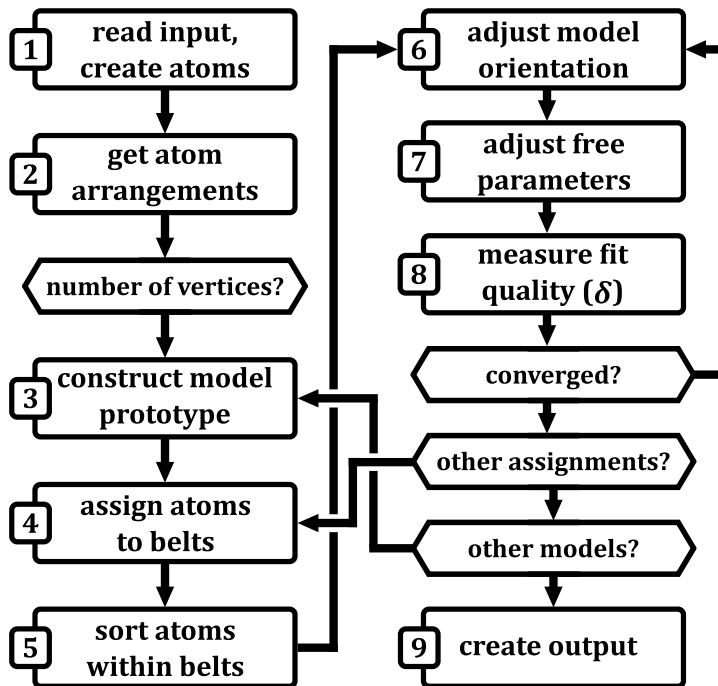 1
read input,
create atoms
2
get atom
arrangements
number of vertices?
3
construct model
prototype
4
assign atoms
to belts
5
sort atoms
within belts
6
adjust model
orientation
7
adjust free
parameters
8
measure fit
quality (δ)
converged?
other assignments?
other models?
9
create output